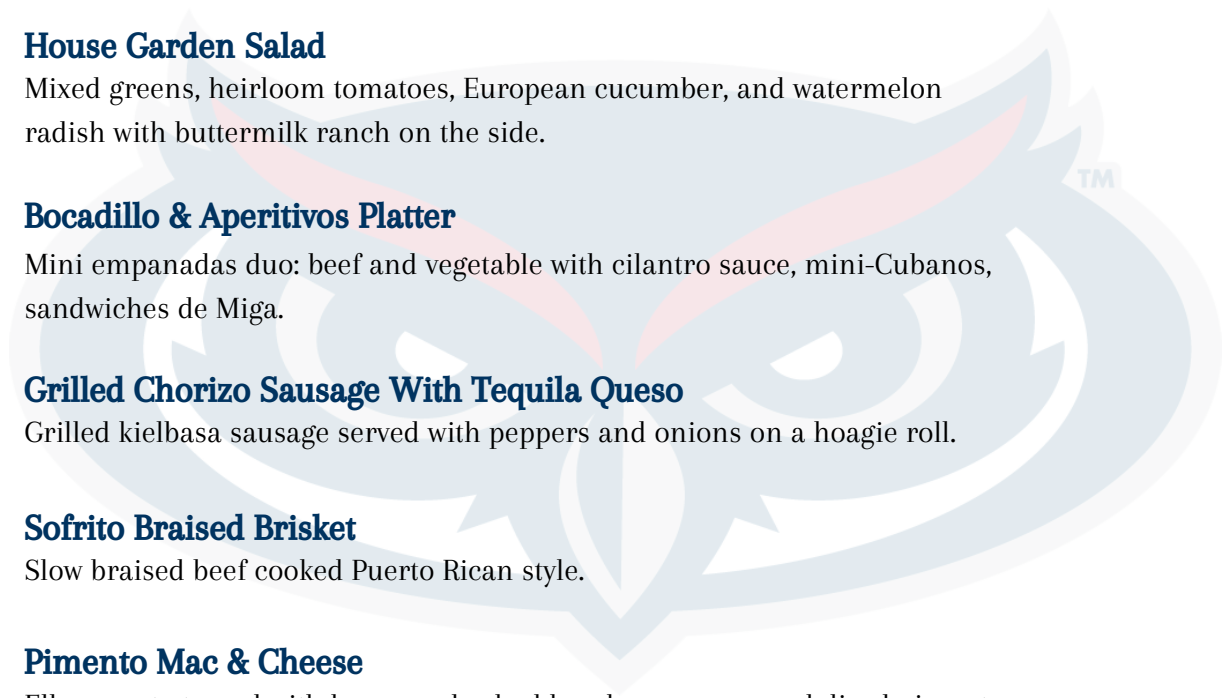 House Garden Salad
Mixed greens, heirloom tomatoes, European cucumber, and watermelon
radish with buttermilk ranch on the side.
TM
Bocadillo & Aperitivos Platter
Mini empanadas duo: beef and vegetable with cilantro sauce, mini-Cubanos,
sandwiches de Miga.
Grilled Chorizo Sausage With Tequila Queso
Grilled kielbasa sausage served with peppers and onions on a hoagie roll.
Sofrito Braised Brisket
Slow braised beef cooked Puerto Rican style.
Pimento Mac & Cheese